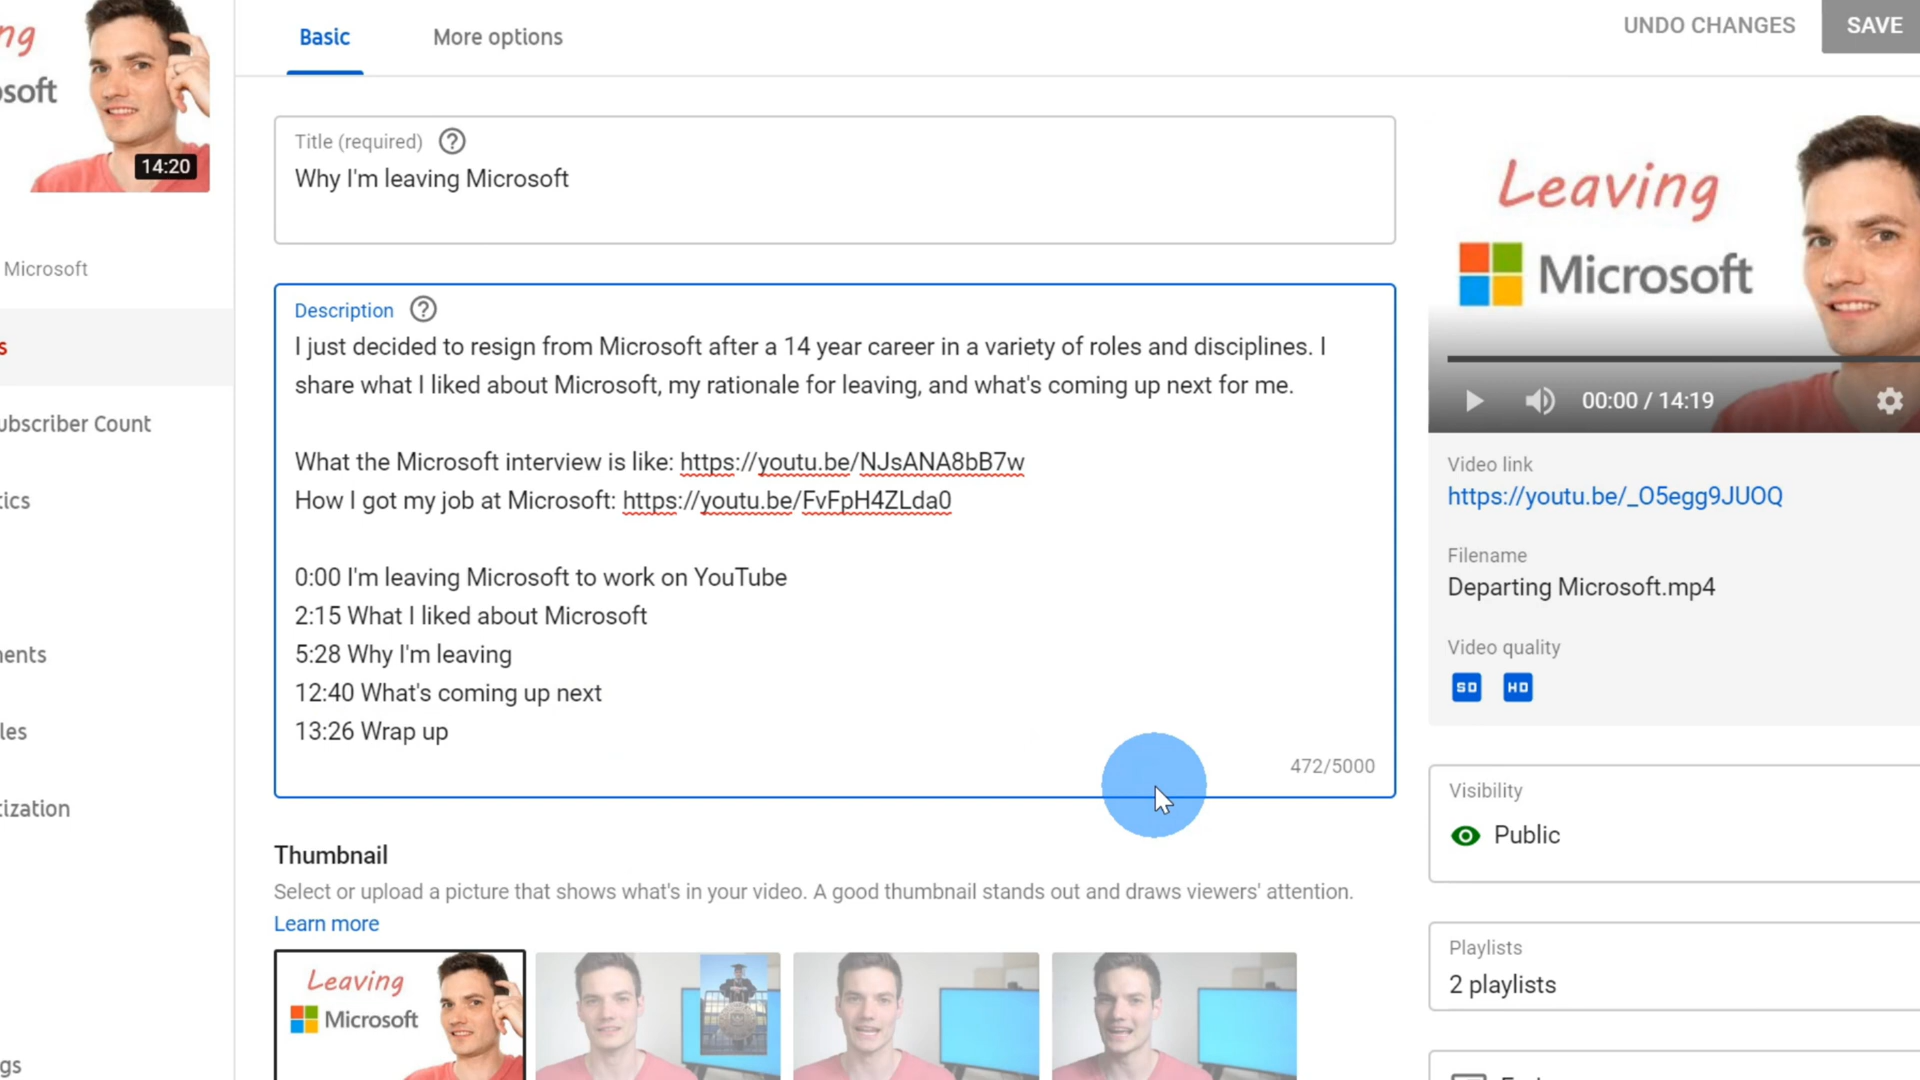 ng
osoft
14:20
Microsoft
s
ubscriber Count
tics
nents
les
tization
gs
Basic
More options
UNDO CHANGES
SAVE
Title (required)
Why I'm leaving Microsoft
Description
I just decided to resign from Microsoft after a 14 year career in a variety of roles and disciplines. I
share what I liked about Microsoft, my rationale for leaving, and what's coming up next for me.
What the Microsoft interview is like: https://youtu.be/NJsANA8bB7w
How I got my job at Microsoft: https://youtu.be/FvFpH4ZLda0
0:00 I'm leaving Microsoft to work on YouTube
2:15 What I liked about Microsoft
5:28 Why I'm leaving
12:40 What's coming up next
13:26 Wrap up
472/5000
Thumbnail
Select or upload a picture that shows what's in your video. A good thumbnail stands out and draws viewers' attention.
Learn more
Leaving
Microsoft
Leaving
Microsoft
00:00 / 14:19
Video link
https://youtu.be/_O5egg9JUOQ
Filename
Departing Microsoft.mp4
Video quality
SD HD
Visibility
Public
Playlists
2 playlists